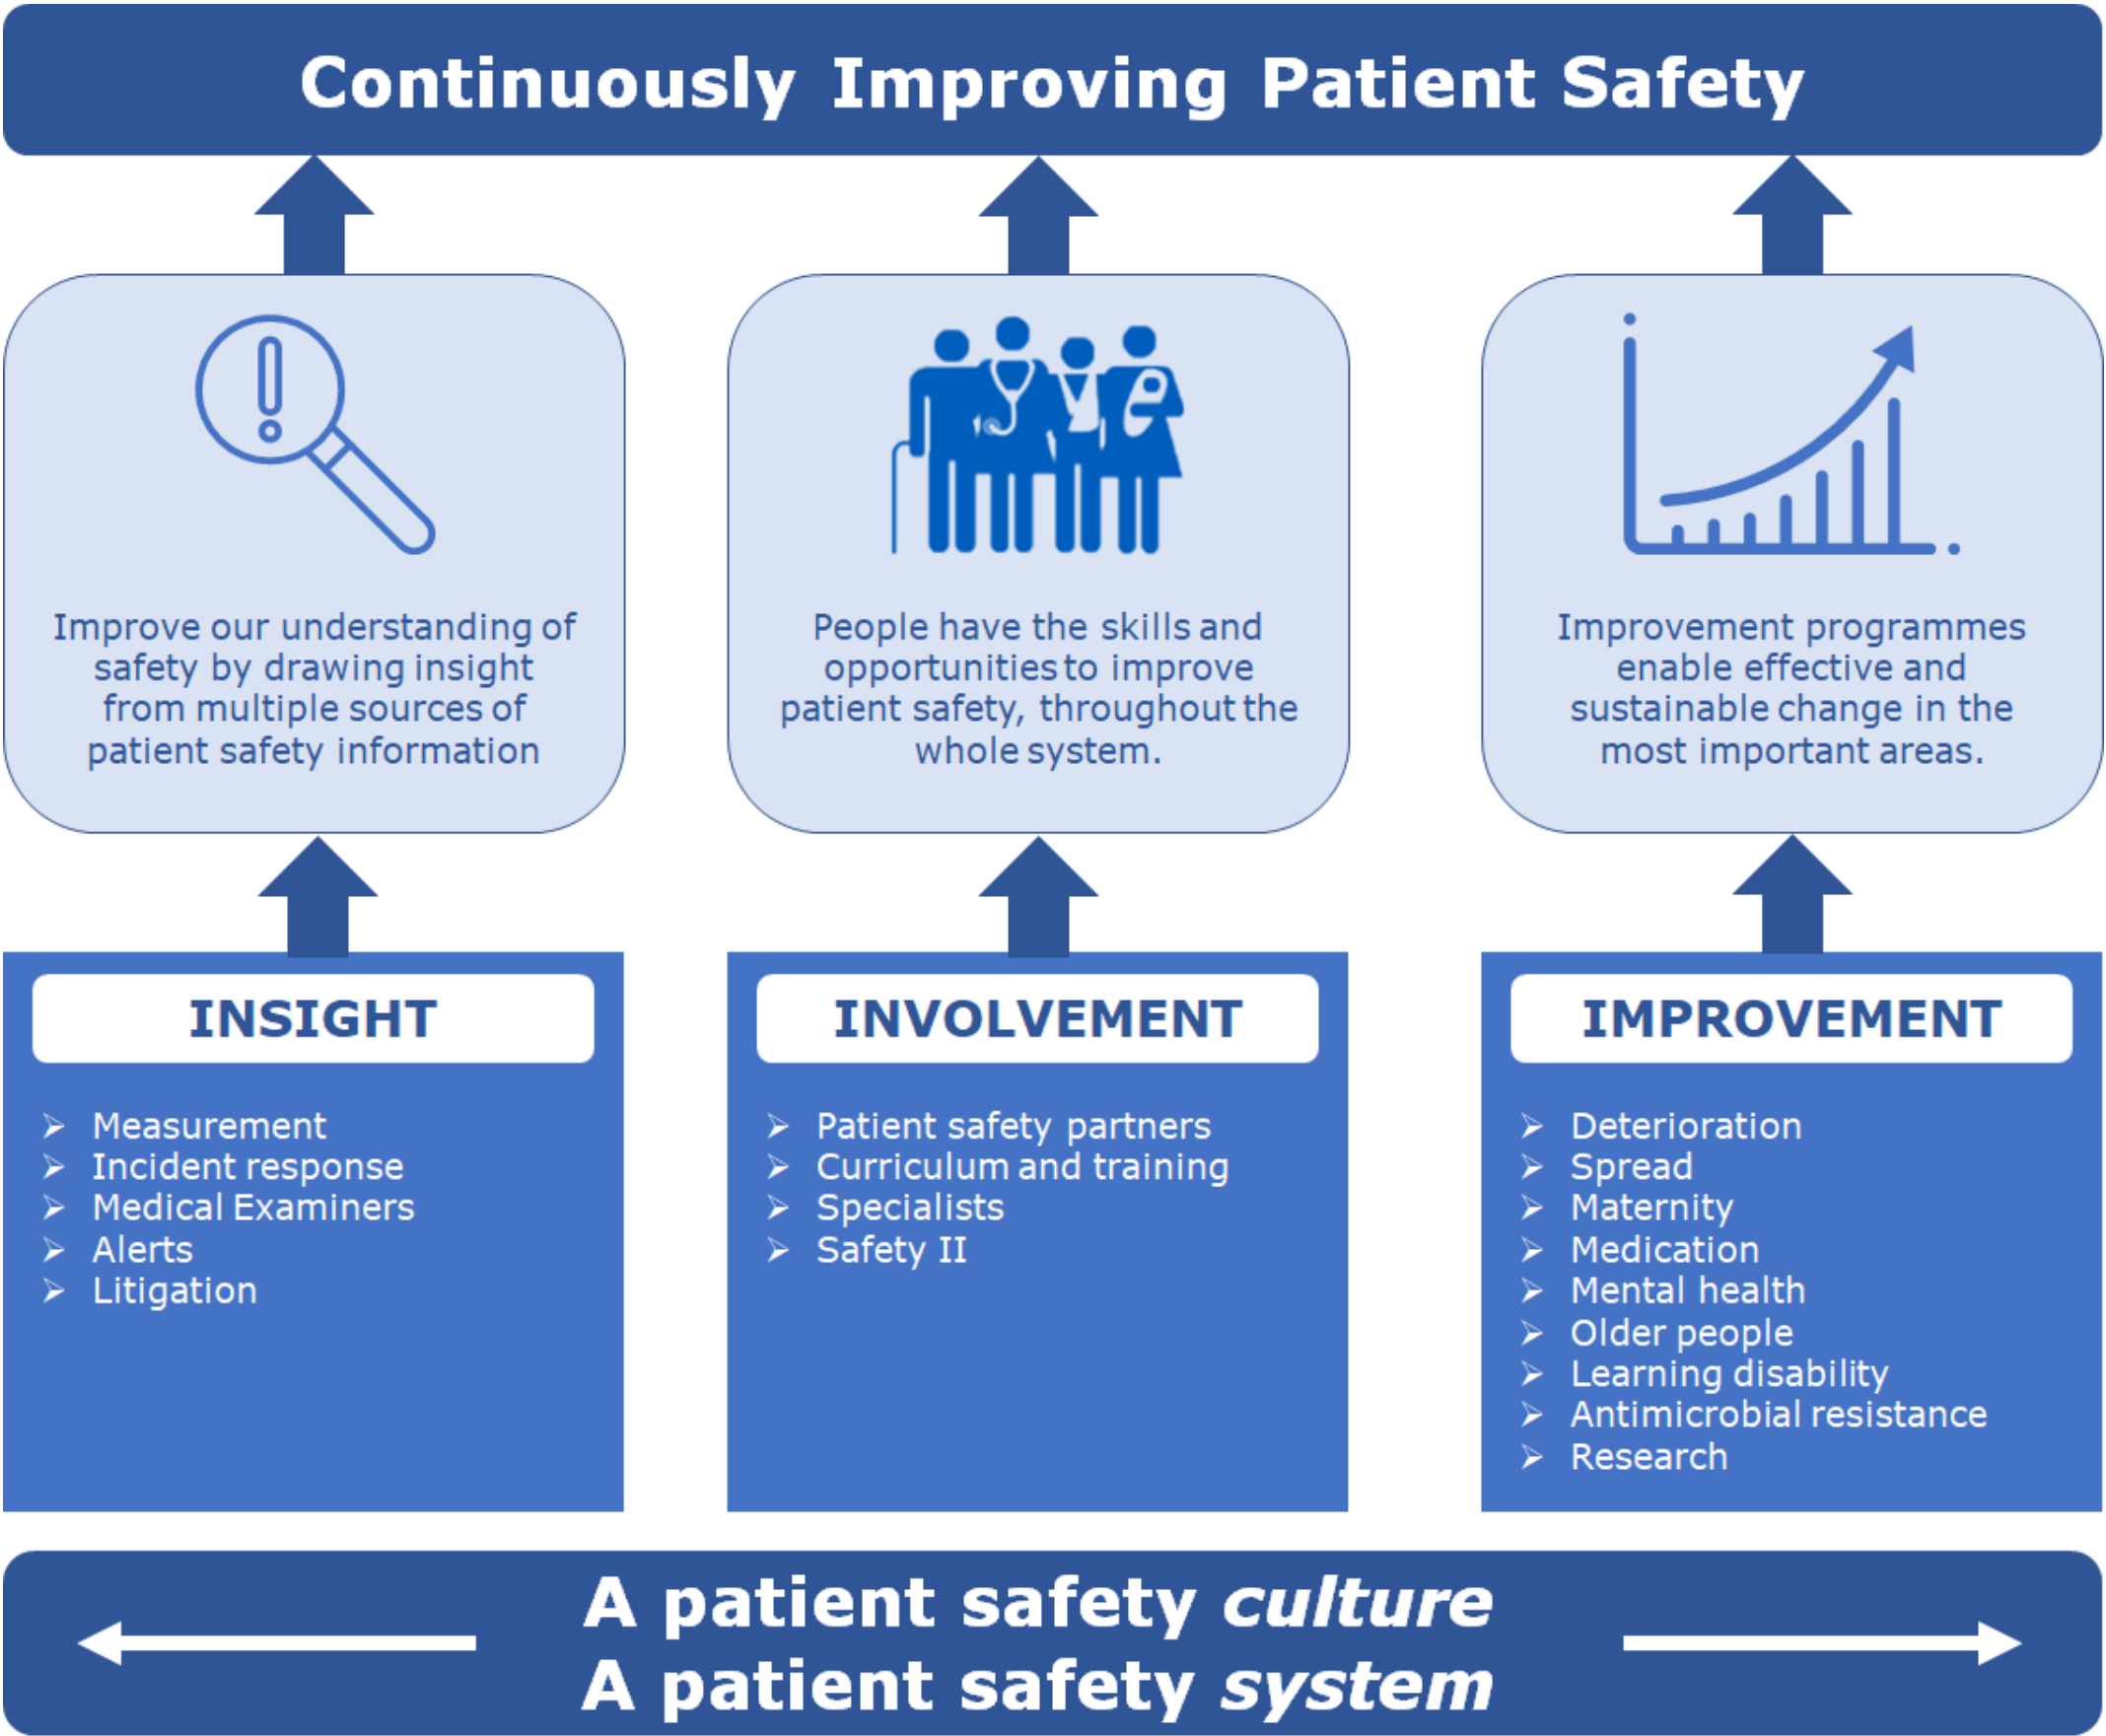 Continuously Improving Patient Safety
Improve our understanding of
safety by drawing insight
from multiple sources of
patient safety information
People have the skills and
opportunities to improve
patient safety, throughout the
whole system.
Improvement programmes
enable effective and
sustainable change in the
most important areas.
INSIGHT
Measurement
Incident response
Medical Examiners
Alerts
Litigation
INVOLVEMENT
Patient safety partners
Curriculum and training
Specialists
Safety II
IMPROVEMENT
Deterioration
Spread
Maternity
Medication
Mental health
Older people
Learning disability
Antimicrobial resistance
Research
A patient safety culture
A patient safety system